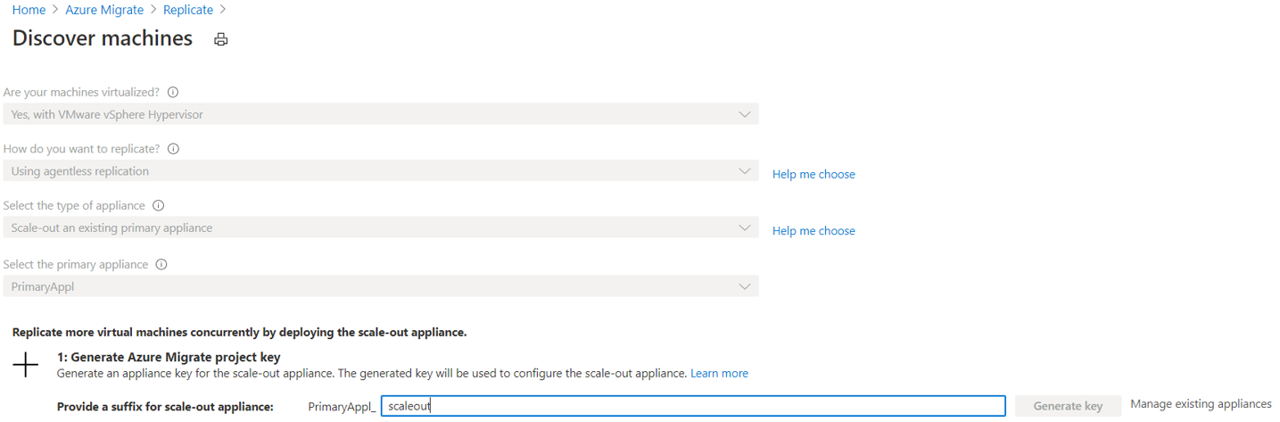 Home > Azure Migrate > Replicate >
Discover machines
Are your machines virtualized?
Yes, with VMware vSphere Hypervisor
How do you want to replicate?
Using agentless replication
Help me choose
Select the type of appliance
Scale-out an existing primary appliance
Help me choose
Select the primary appliance
PrimaryAppl
Replicate more virtual machines concurrently by deploying the scale-out appliance.
1: Generate Azure Migrate project key
Generate an appliance key for the scale-out appliance. The generated key will be used to configure the scale-out appliance. Learn more
Provide a suffix for scale-out appliance: PrimaryAppl_ scaleout Generate key Manage existing appliances